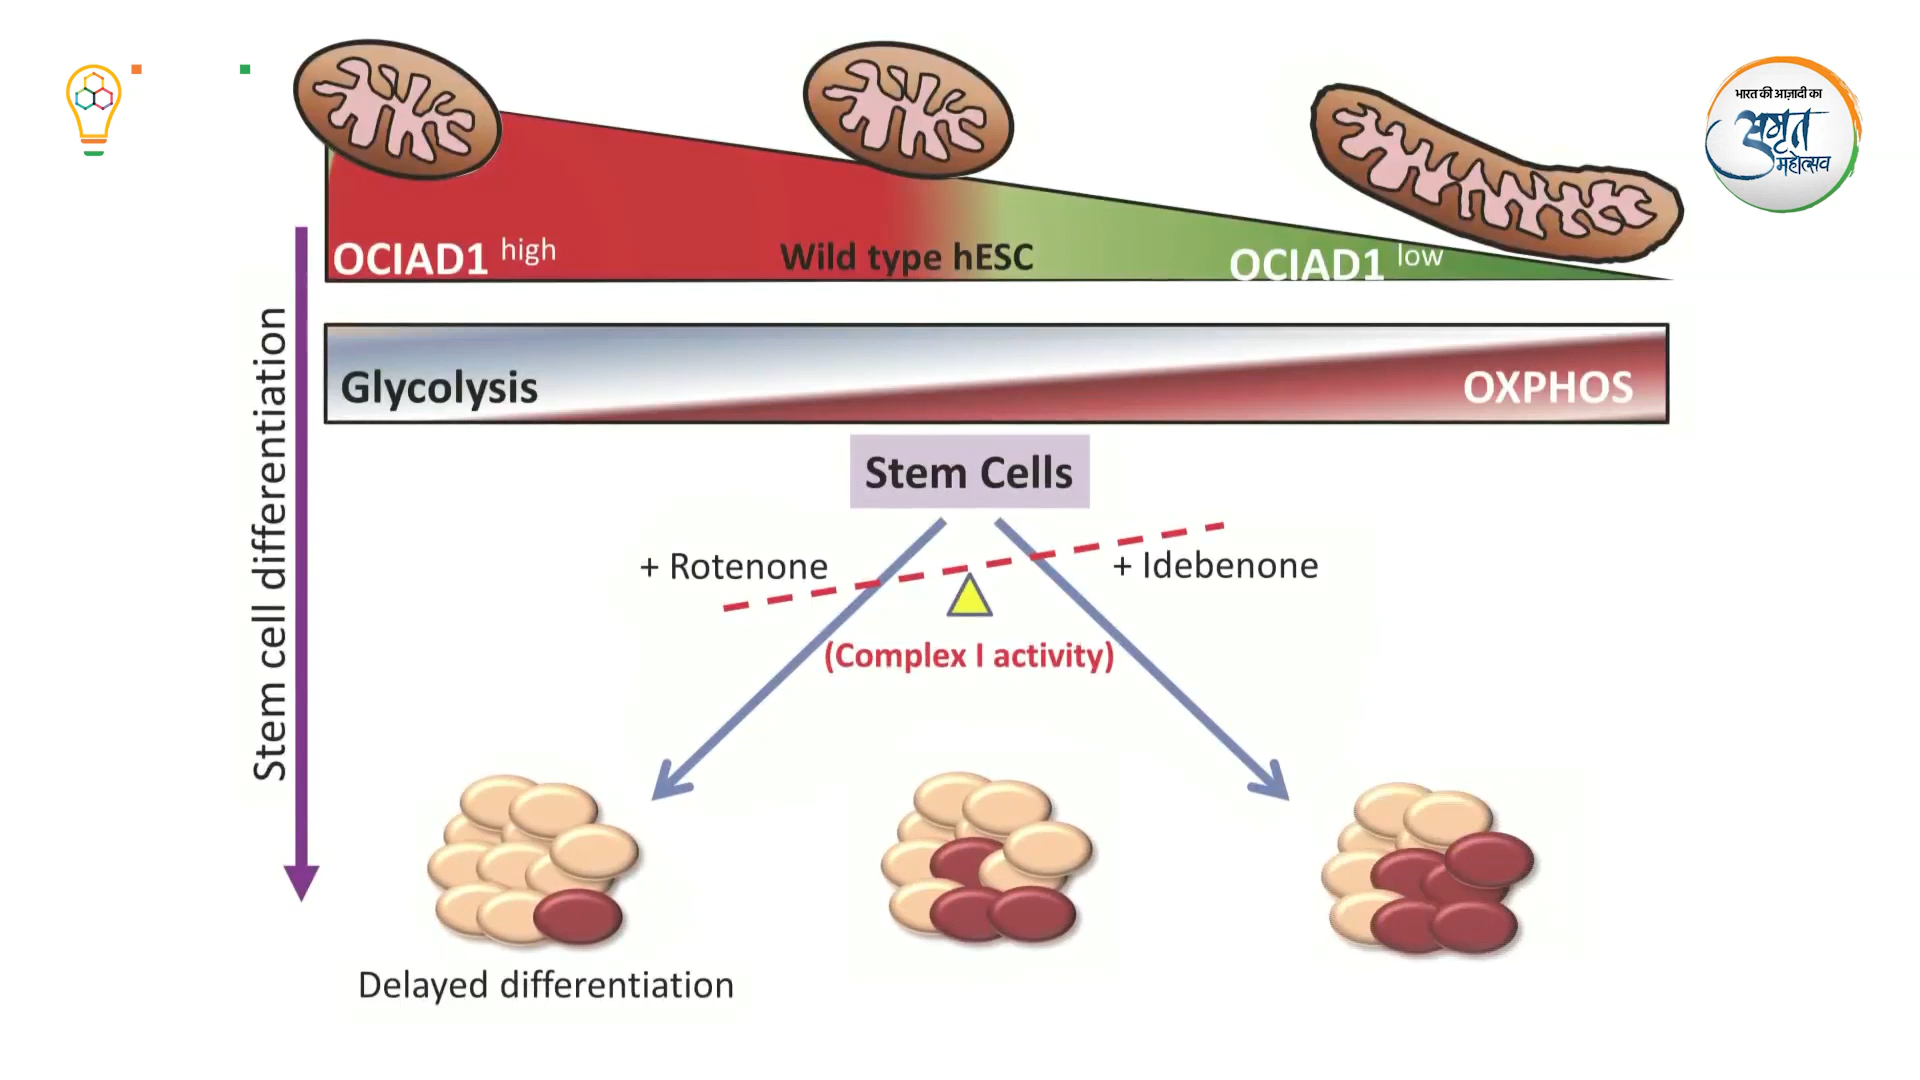 भारत की आज़ादी का
अमृत
महोत्सव
OCIAD1 high
Wild type hESC
OCIAD1 low
Stem cell differentiation
Glycolysis
OXPHOS
Stem Cells
+ Rotenone
+ Idebenone
(Complex I activity)
Delayed differentiation